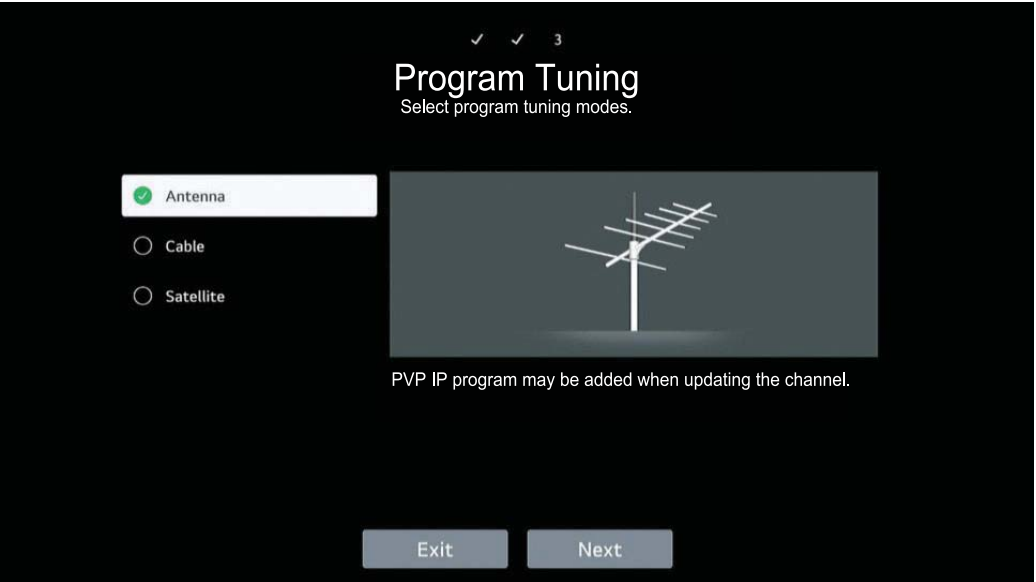 3
Program Tuning
Select program tuning modes.
Antenna
Cable
Satellite
PVP IP program may be added when updating the channel.
Exit
Next